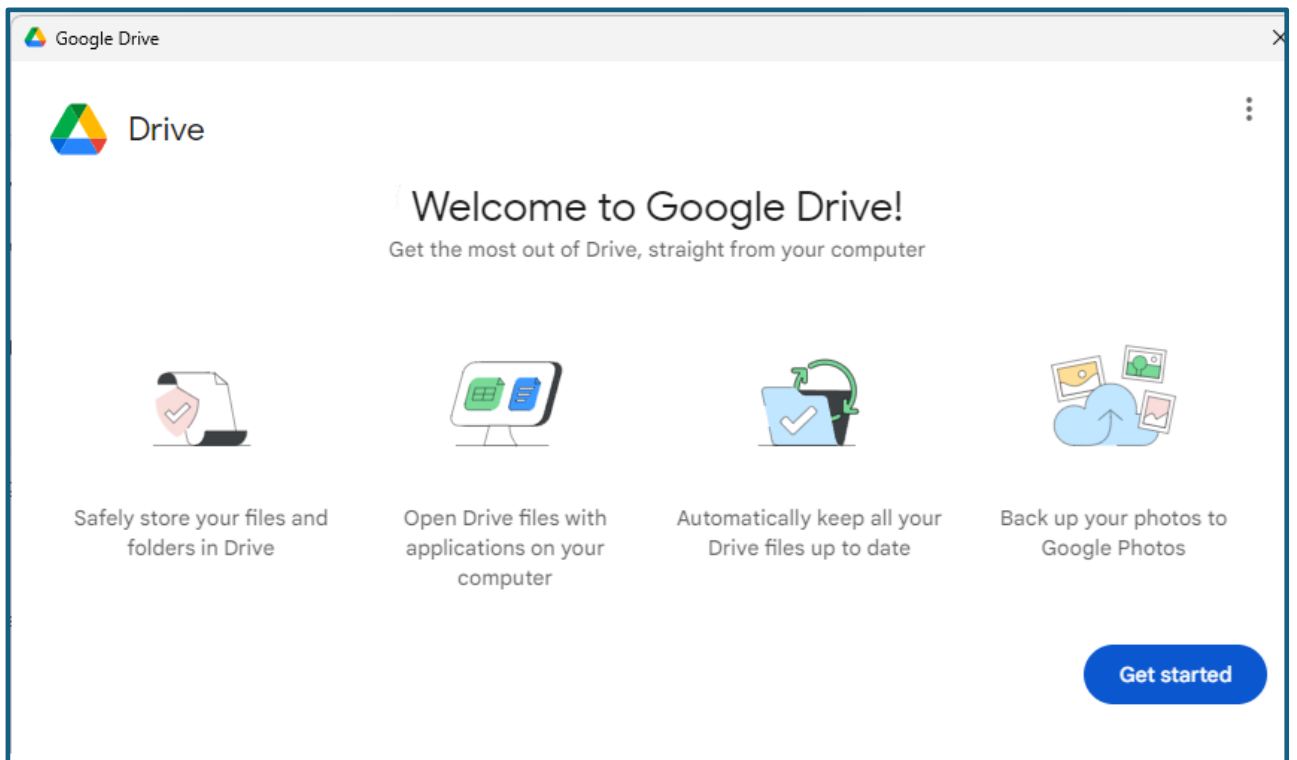 Google Drive
Drive
Welcome to Google Drive!
Get the most out of Drive, straight from your computer
Safely store your files and
folders in Drive
Open Drive files with
applications on your
computer
Automatically keep all your
Drive files up to date
Back up your photos to
Google Photos
Get started